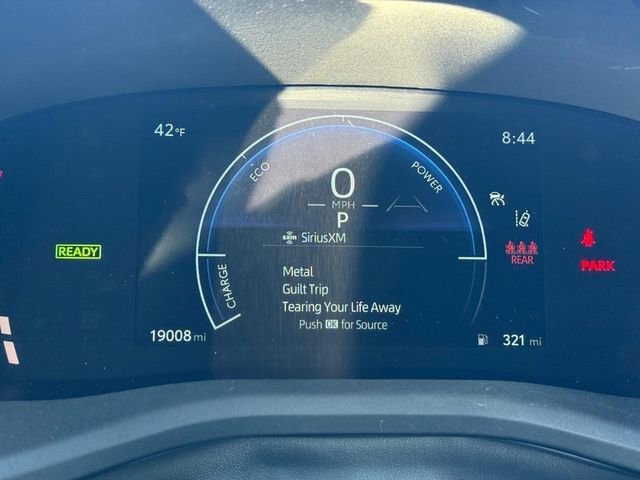 42°F
8:44
ECO
POWER
0
MPH
P
READY
sxm SiriusXM
REAR
PARK
CHARGE
Metal
Guilt Trip
Tearing Your Life Away
Push OK for Source
19008 mi
321 mi